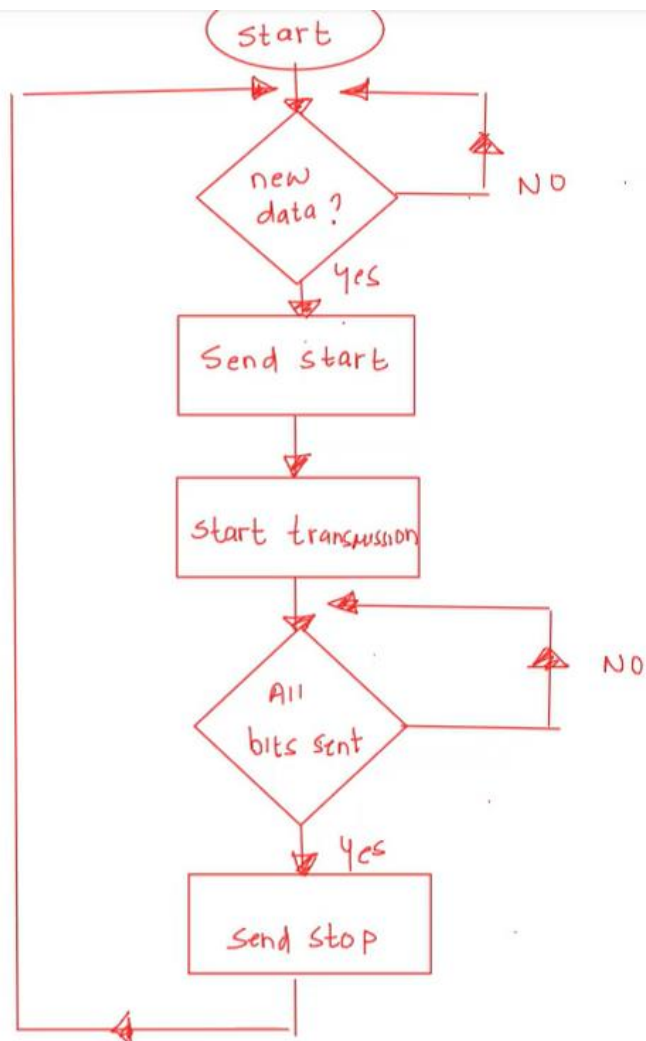 start
new
data?
NO
yes
Send start
start transmission
All
bits sent
NO
yes
send stop